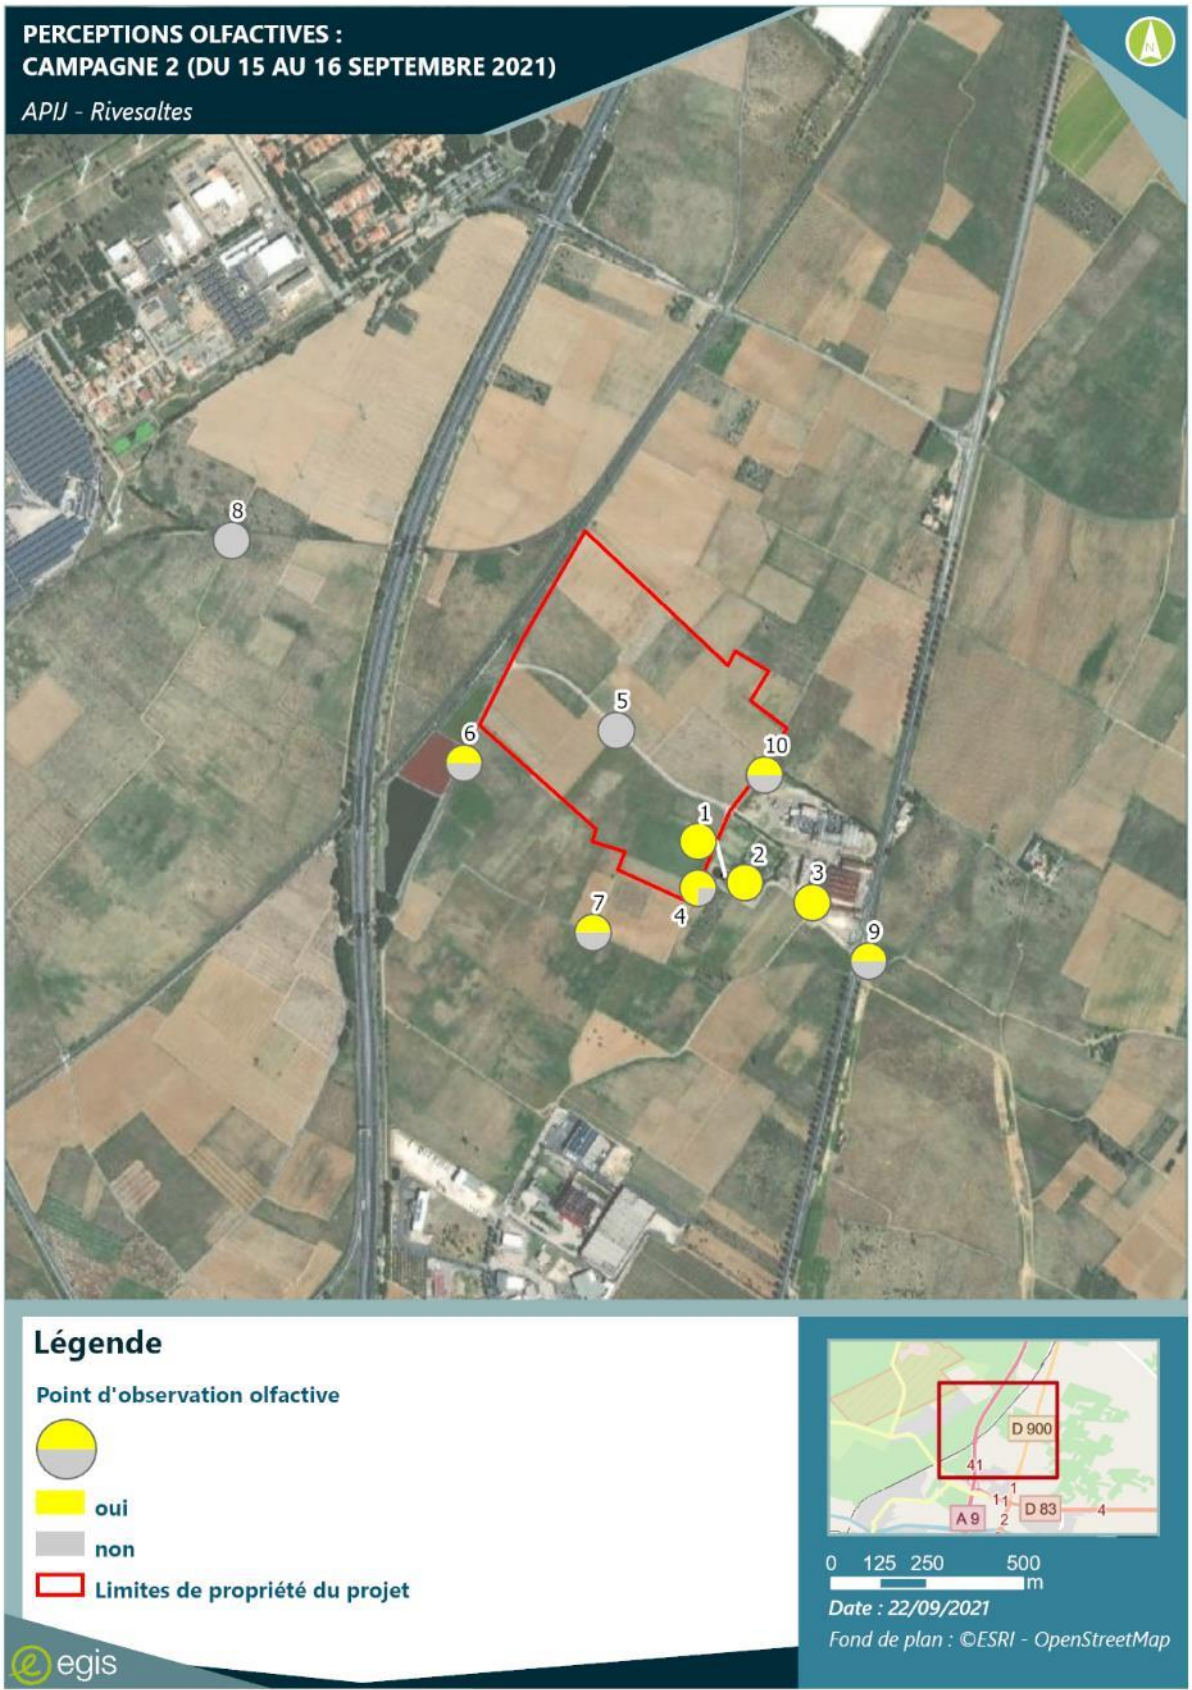 PERCEPTIONS OLFACTIVES :
CAMPAGNE 2 (DU 15 AU 16 SEPTEMBRE 2021)
APIJ - Rivesaltes
N
8
5
6
10
1
2
3
4
7
9
Légende
Point d'observation olfactive
oui
non
Limites de propriété du projet
egis
D 900
41
1
11
D 83
4
A 9
2
0 125 250 500
m
Date : 22/09/2021
Fond de plan : ©ESRI - OpenStreetMap